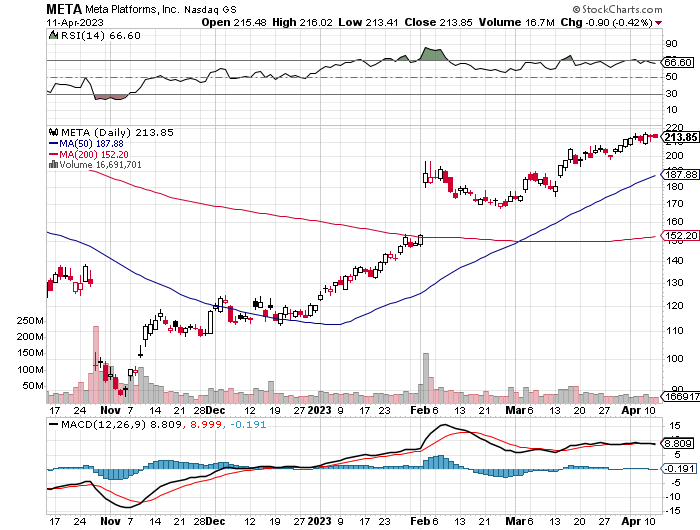 META Meta Platforms, Inc. Nasdaq GS © StockCharts.com
11-Apr-2023 Open 215.48 High 216.02 Low 213.41 Close 213.85 Volume 16.7M Chg -0.90 (-0.42%)
RSI(14) 66.60
90
70
66.60
50
30
10
META (Daily) 213.85
MA(50) 187.88
MA(200) 152.20
Volume 16,691,701
220
213.85
210
200
190
187.88
180
170
160
152.20
150
140
130
120
110
100
90
250M
200M
150M
100M
50M
166917
17 24 Nov 7 14 21 28 Dec 12 19 27 2023 9 17 23 Feb 6 13 21 Mar 6 13 20 27 Apr 10
MACD(12,26,9) 8.809, 8.999, -0.191
15
10
8.809
5
-0.191
-5
-10
-15
17 24 Nov 7 14 21 28 Dec 12 19 27 2023 9 17 23 Feb 6 13 21 Mar 6 13 20 27 Apr 10